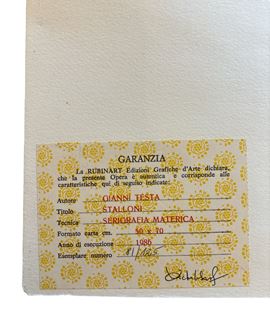 GARANZIA
La RUBINART Edizioni Grafiche d'Arte dichiara,
che la presente Opera è autentica e corrisponde alle
caratteristiche qui di seguito indicate:
Autore GIANNI TESTA
Titolo STALLONI
Tecnica SERIGRAFIA MATERICA
Formato carta cm. 50 x 70
Anno di esecuzione 1986
Esemplare numero